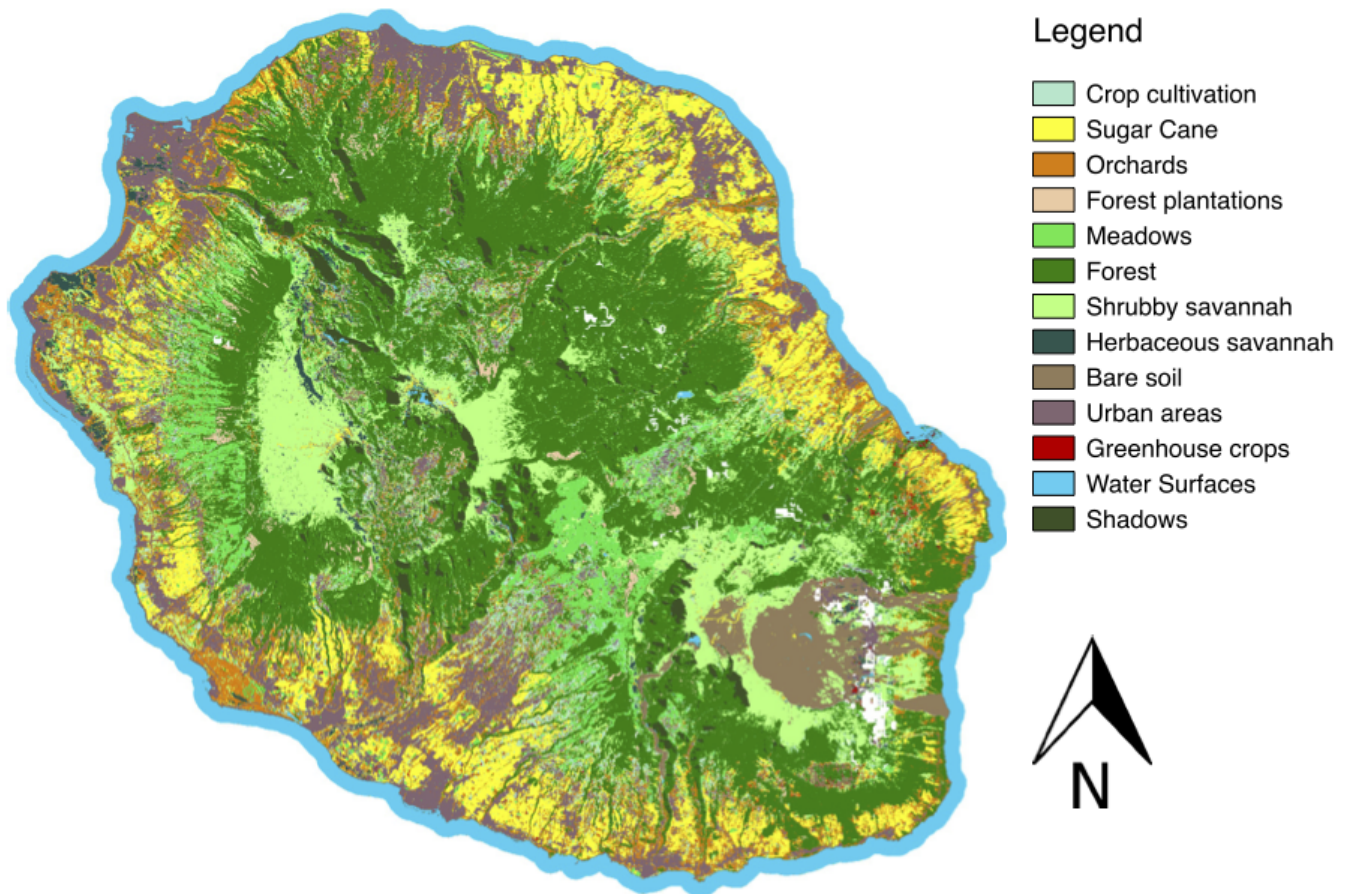 Legend
Crop cultivation
Sugar Cane
Orchards
Forest plantations
Meadows
Forest
Shrubby savannah
Herbaceous savannah
Bare soil
Urban areas
Greenhouse crops
Water Surfaces
Shadows
N